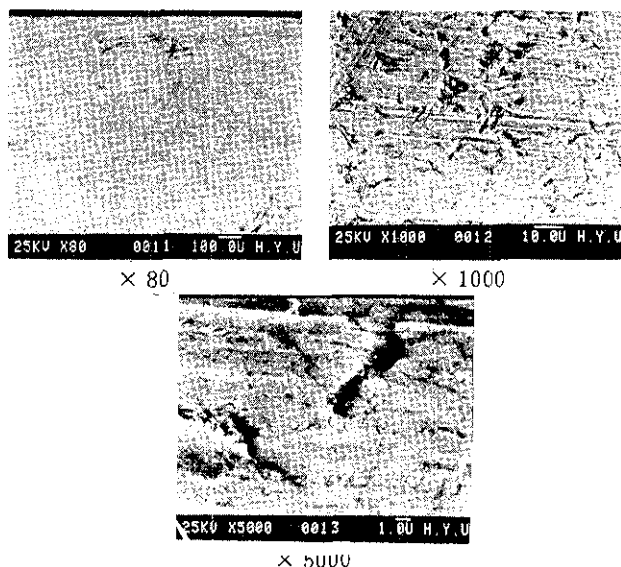 25KV X80 0011 100.0U H.Y.U
× 80
25KV X1000 0012 10.0U H.Y.U
× 1000
25KV X5000 0013 1.0U H.Y.U
× 5000